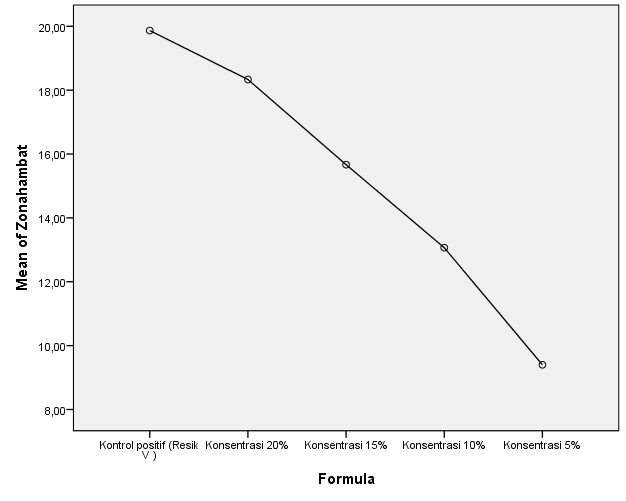 20,00
18,00
16,00
14,00
12,00
10,00
8,00
Mean of Zonahambat
Kontrol positif (Resik
V )
Konsentrasi 20%
Konsentrasi 15%
Konsentrasi 10%
Konsentrasi 5%
Formula